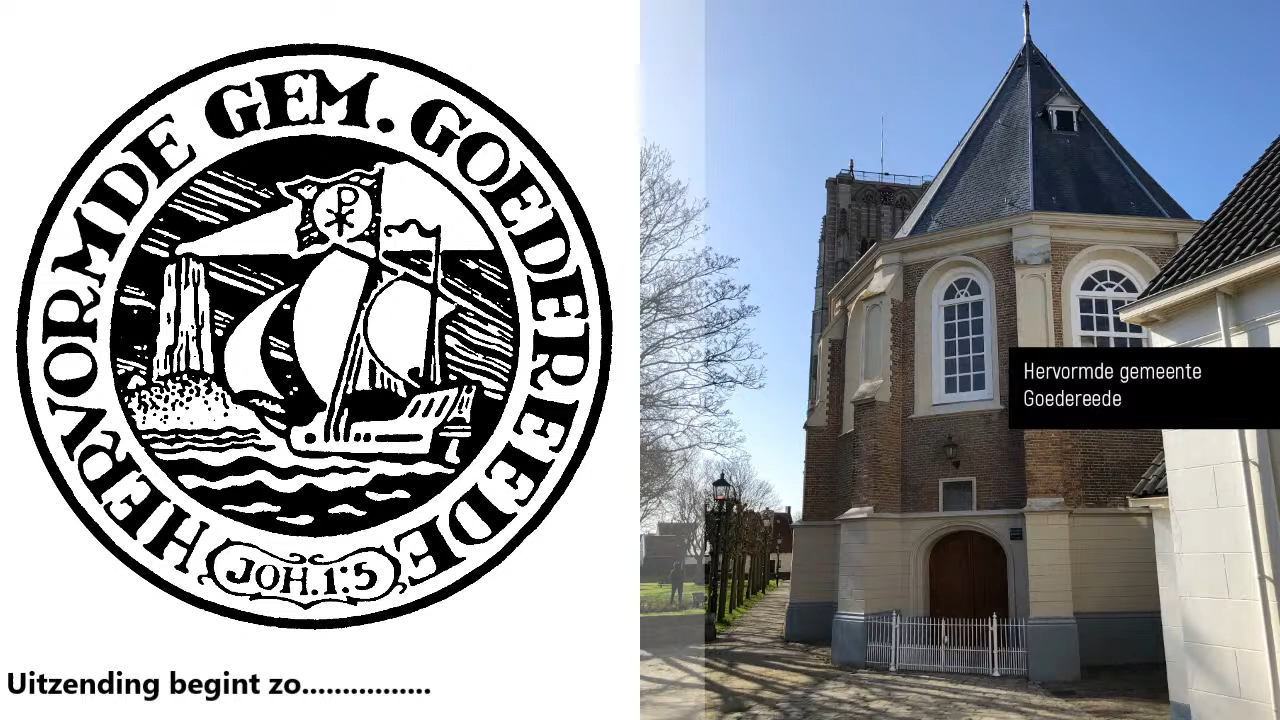 HERVORMDE GEM. GOEDEREEDE
JOH.1:5
Uitzending begint zo................
Hervormde gemeente
Goedereede